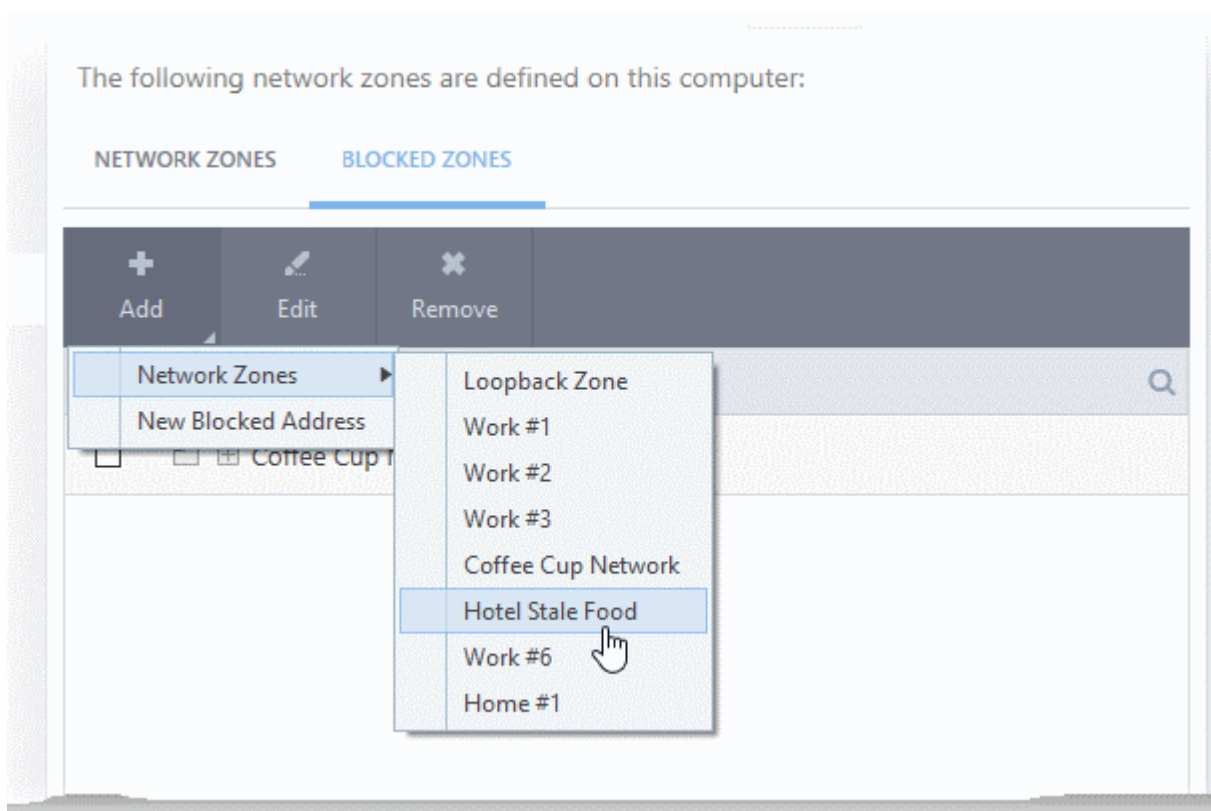 The following network zones are defined on this computer:
NETWORK ZONES BLOCKED ZONES
Add Edit Remove
Network Zones
New Blocked Address
Coffee Cup
Loopback Zone
Work #1
Work #2
Work #3
Coffee Cup Network
Hotel Stale Food
Work #6
Home #1